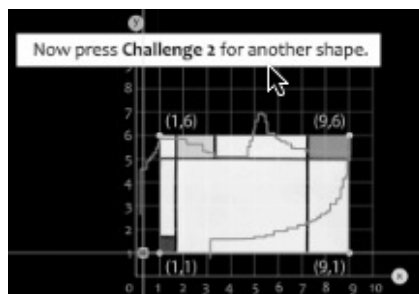 y
Now press Challenge 2 for another shape.
9
8
7
(1,6) (9,6)
6
5
4
3
2
1
(1,1) (9,1)
0 1 2 3 4 5 6 7 8 9 10
x